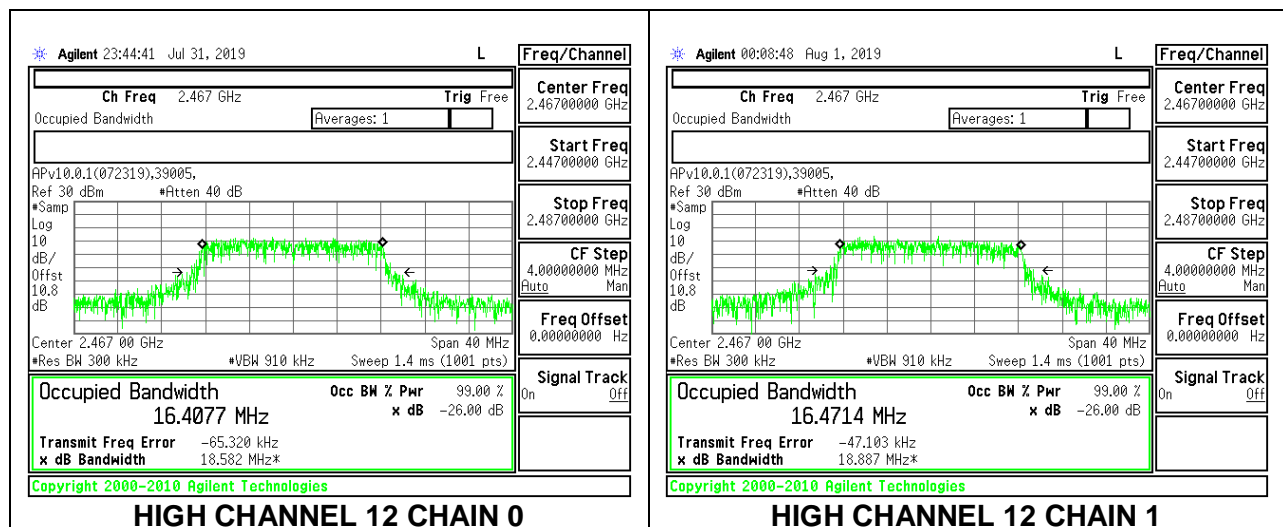 Agilent 23:44:41 Jul 31, 2019 L Freq/Channel
Ch Freq 2.467 GHz Trig Free
Occupied Bandwidth Averages: 1
APv10.0.1(072319),39005,
Ref 30 dBm #Atten 40 dB
#Samp
Log
10
dB/
Offst
10.8
dB
Center 2.467 00 GHz Span 40 MHz
#Res BW 300 kHz #VBW 910 kHz Sweep 1.4 ms (1001 pts)
Occupied Bandwidth Occ BW % Pwr 99.00 %
16.4077 MHz x dB -26.00 dB
Transmit Freq Error -65.320 kHz
x dB Bandwidth 18.582 MHz*
Copyright 2000-2010 Agilent Technologies
Center Freq
2.46700000 GHz
Start Freq
2.44700000 GHz
Stop Freq
2.48700000 GHz
CF Step
4.00000000 MHz
Auto Man
Freq Offset
0.00000000 Hz
Signal Track
On Off
HIGH CHANNEL 12 CHAIN 0
Agilent 00:08:48 Aug 1, 2019 L Freq/Channel
Ch Freq 2.467 GHz Trig Free
Occupied Bandwidth Averages: 1
APv10.0.1(072319),39005,
Ref 30 dBm #Atten 40 dB
#Samp
Log
10
dB/
Offst
10.8
dB
Center 2.467 00 GHz Span 40 MHz
#Res BW 300 kHz #VBW 910 kHz Sweep 1.4 ms (1001 pts)
Occupied Bandwidth Occ BW % Pwr 99.00 %
16.4714 MHz x dB -26.00 dB
Transmit Freq Error -47.103 kHz
x dB Bandwidth 18.887 MHz*
Copyright 2000-2010 Agilent Technologies
Center Freq
2.46700000 GHz
Start Freq
2.44700000 GHz
Stop Freq
2.48700000 GHz
CF Step
4.00000000 MHz
Auto Man
Freq Offset
0.00000000 Hz
Signal Track
On Off
HIGH CHANNEL 12 CHAIN 1